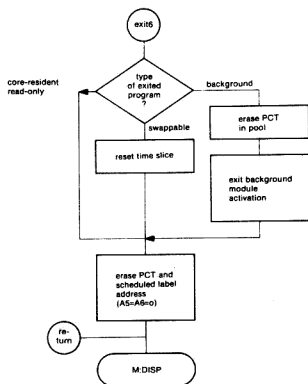 exit6
type
of exited
program
?
core-resident
read-only
background
swappable
erase PCT
in pool
reset time slice
exit background
module
activation
erase PCT and
scheduled label
address
(A5=A6=o)
re-
turn
M:DISP